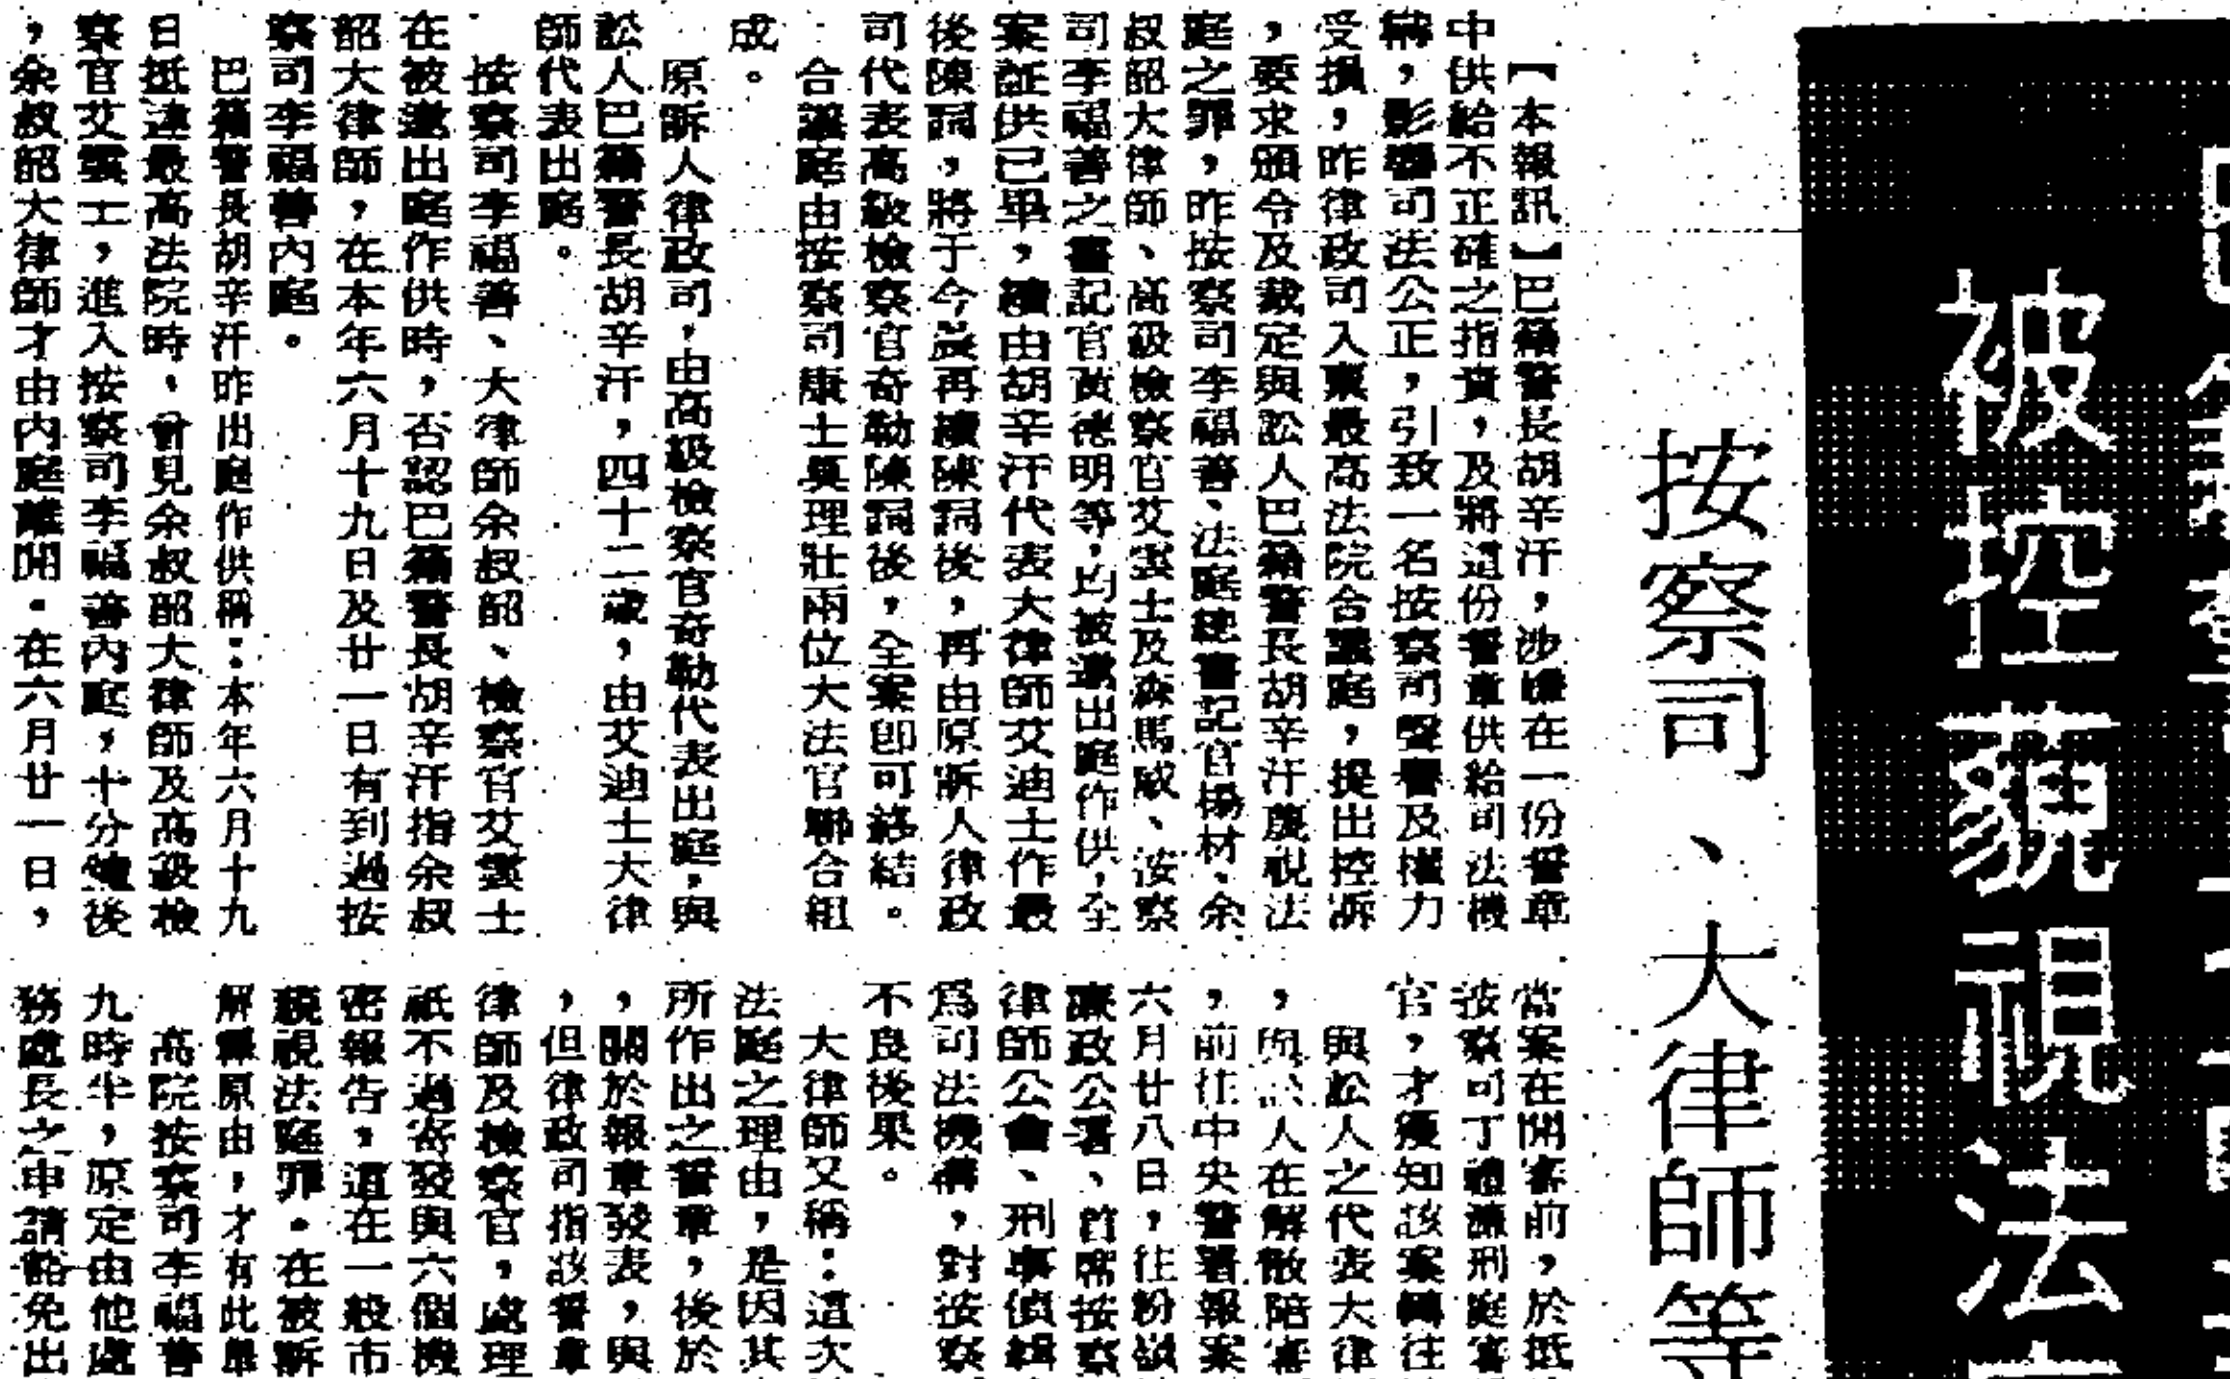 被控藐視法
按察司、大律師等
【本報訊】巴籍警長胡辛汗,涉嫌在一份誓章
中供給不正確之指責,及將這份誓章供給司法機
構,影響司法公正,引致一名按察司聲譽及權力
受損,昨律政司入稟最高法院合議庭,提出控訴
,要求頒令及裁定與訟人巴籍警長胡辛汗蔑視法
庭之罪,昨按察司李福善、法庭總書記官楊材、余
叔韶大律師、高級檢察官艾雲士及森馬威、按察
司李福善之書記官黃德明等,均被邀出庭作供,至
案証供已畢,續由胡辛汗代表大律師艾迪士作最
後陳詞,將于今晨再續陳詞後,再由原訴人律政
司代表高級檢察官奇勒陳詞後,全案即可終結。
合議庭由按察司康士與理壯兩位大法官聯合組
成。
原訴人律政司,由高級檢察官奇勒代表出庭,與
訟人巴籍警長胡辛汗,四十二歲,由艾迪士大律
師代表出庭。
按察司李福善、大律師余叔韶、檢察官艾雲士
在被邀出庭作供時,否認巴籍警長胡辛汗指余叔
韶大律師,在本年六月十九日及廿一日有到過按
察司李福善內庭。
巴籍警長胡辛汗昨出庭作供稱:本年六月十九
日抵達最高法院時,曾見余叔韶大律師及高級檢
察官艾雲士,進入按察司李福善內庭,十分鐘後
,余叔韶大律師才由內庭離開。在六月廿一日,
當案在開審前,於抵
按察司丁體源刑庭審
官,才獲知該案轉往
與訟人之代表大律
,與訟人在解散陪審
,前往中央警署報案
六月廿八日,往粉嶺
廉政公署、首席按察
律師公會、刑事偵緝
為司法機構,對按察
不良後果。
大律師又稱:這次
法庭之理由,是因其
所作出之誓章,後於
,關於報章發表,與
,但律政司指該誓章
律師及檢察官,處理
祇不過寄發與六個機
密報告,這在一般市
藐視法庭罪。在被訴
解釋原由,才有此舉
高院按察司李福善
九時半,原定由他處
務處長之申請豁免出